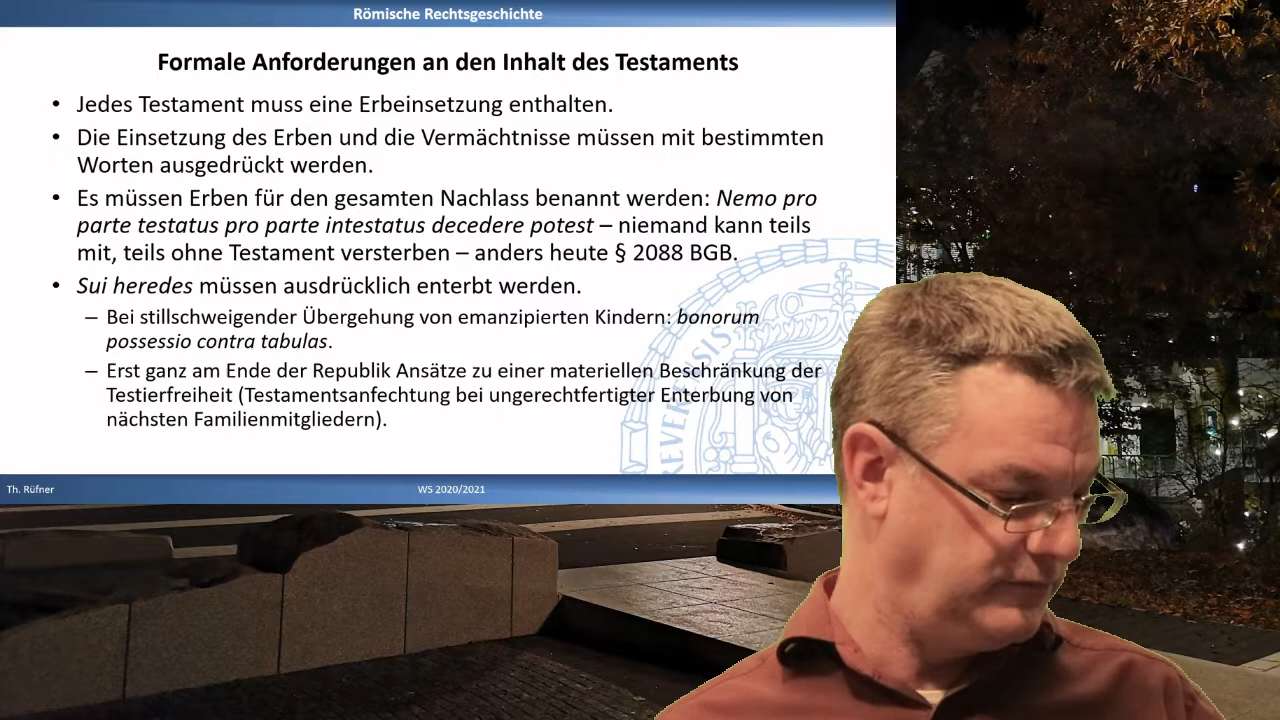 Römische Rechtsgeschichte
Formale Anforderungen an den Inhalt des Testaments
• Jedes Testament muss eine Erbeinsetzung enthalten.
• Die Einsetzung des Erben und die Vermächtnisse müssen mit bestimmten
Worten ausgedrückt werden.
• Es müssen Erben für den gesamten Nachlass benannt werden: Nemo pro
parte testatus pro parte intestatus decedere potest – niemand kann teils
mit, teils ohne Testament versterben – anders heute § 2088 BGB.
• Sui heredes müssen ausdrücklich enterbt werden.
– Bei stillschweigender Übergehung von emanzipierten Kindern: bonorum
possessio contra tabulas.
– Erst ganz am Ende der Republik Ansätze zu einer materiellen Beschränkung der
Testierfreiheit (Testamentsanfechtung bei ungerechtfertigter Enterbung von
nächsten Familienmitgliedern).
Th. Rüfner
WS 2020/2021